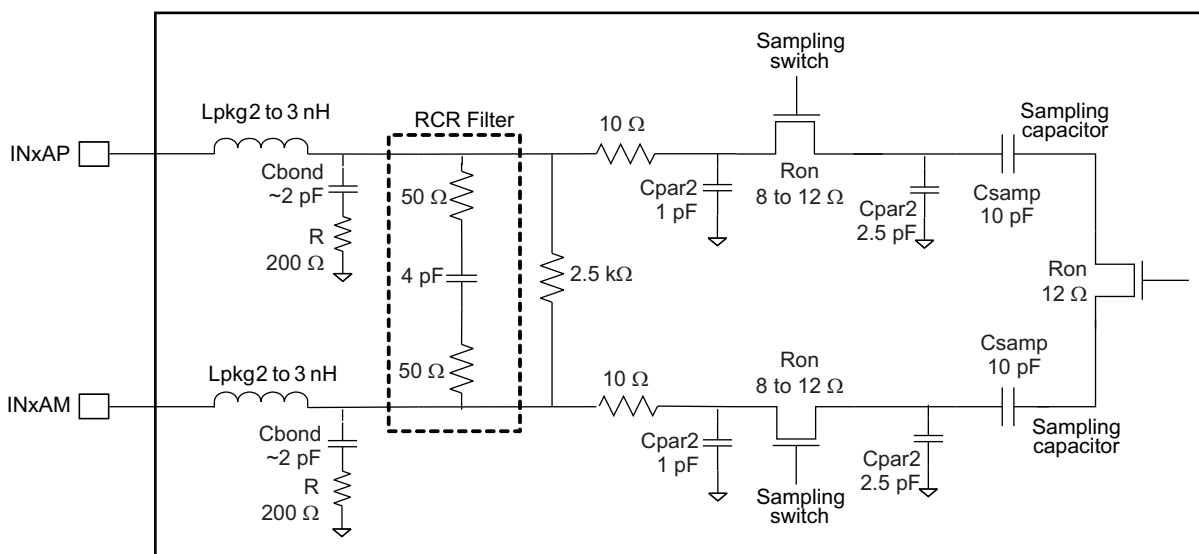 Sampling
switch
Lpkg2 to 3 nH
RCR Filter
Sampling
capacitor
10 Ω
INxAP
Cbond
~2 pF
50 Ω
Ron
8 to 12 Ω
Cpar2
1 pF
Csamp
10 pF
Cpar2
2.5 pF
R
200 Ω
4 pF
2.5 kΩ
Ron
12 Ω
Csamp
10 pF
Lpkg2 to 3 nH
50 Ω
10 Ω
Ron
8 to 12 Ω
INxAM
Cbond
~2 pF
Cpar2
1 pF
Sampling
capacitor
Cpar2
2.5 pF
R
200 Ω
Sampling
switch